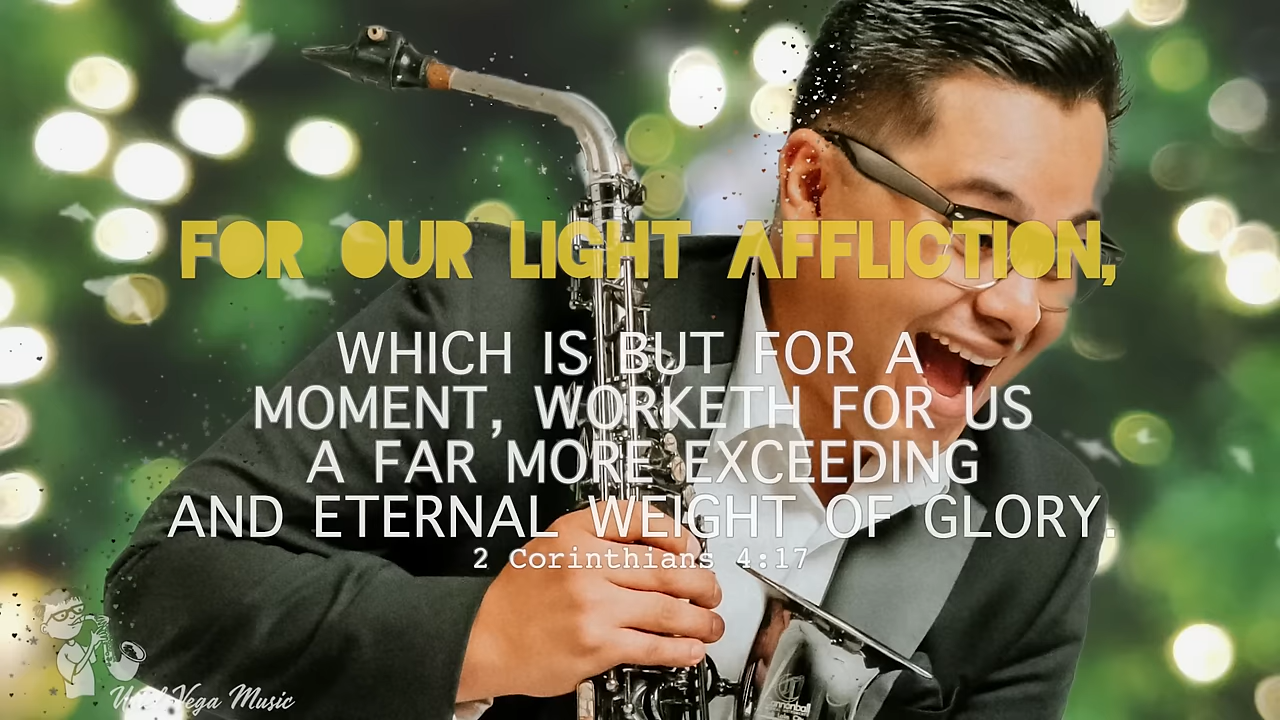 FOR OUR LIGHT AFFLICTION,
WHICH IS BUT FOR A
MOMENT, WORKETH FOR US
A FAR MORE EXCEEDING
AND ETERNAL WEIGHT OF GLORY.
2 Corinthians 4:17
Vega Music